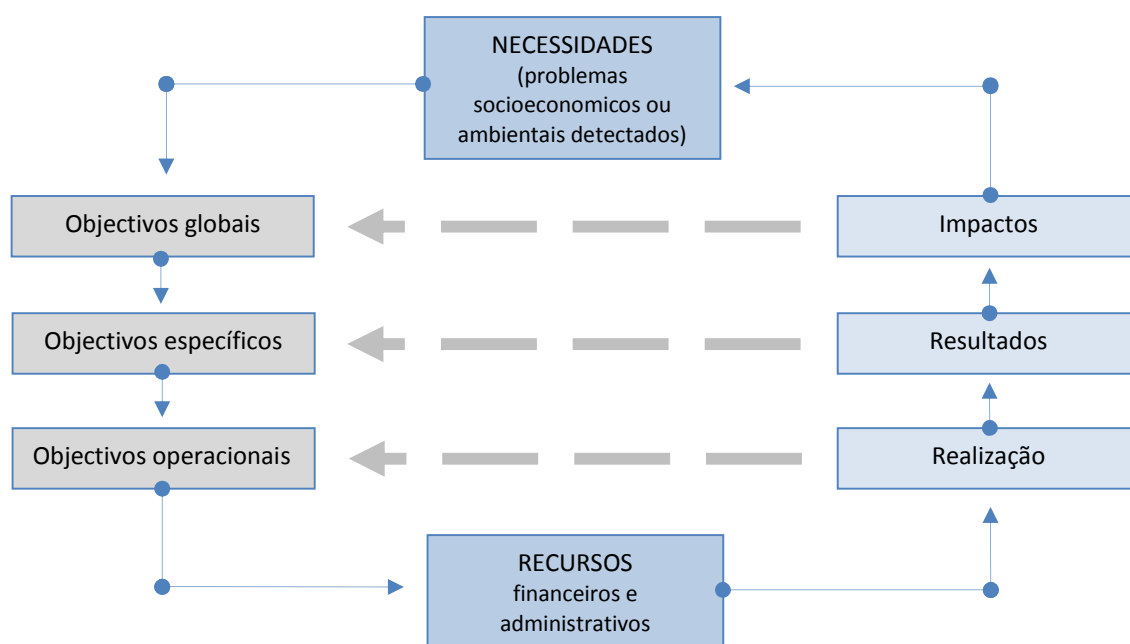 NECESSIDADES
(problemas
socioeconomicos ou
ambientais detectados)
Objectivos globais
Impactos
Objectivos específicos
Resultados
Objectivos operacionais
Realização
RECURSOS
financeiros e
administrativos